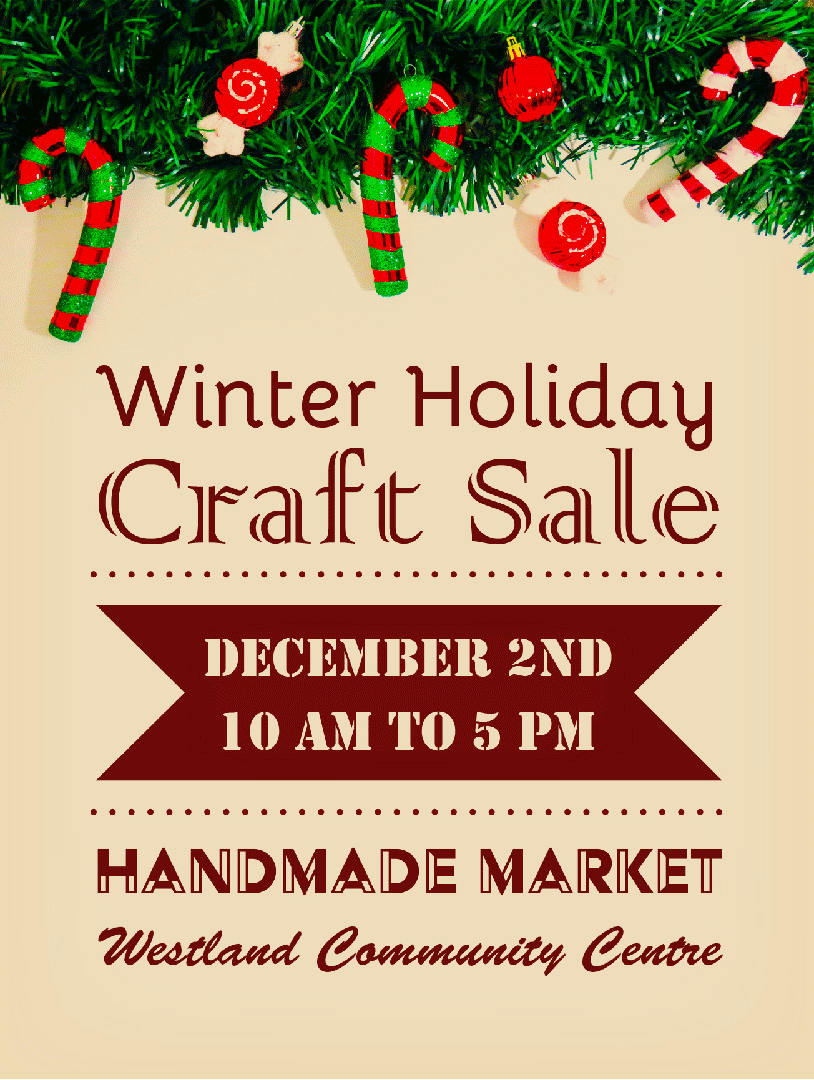 Winter Holiday
Craft Sale
DECEMBER 2ND
10 AM TO 5 PM
HANDMADE MARKET
Westland Community Centre